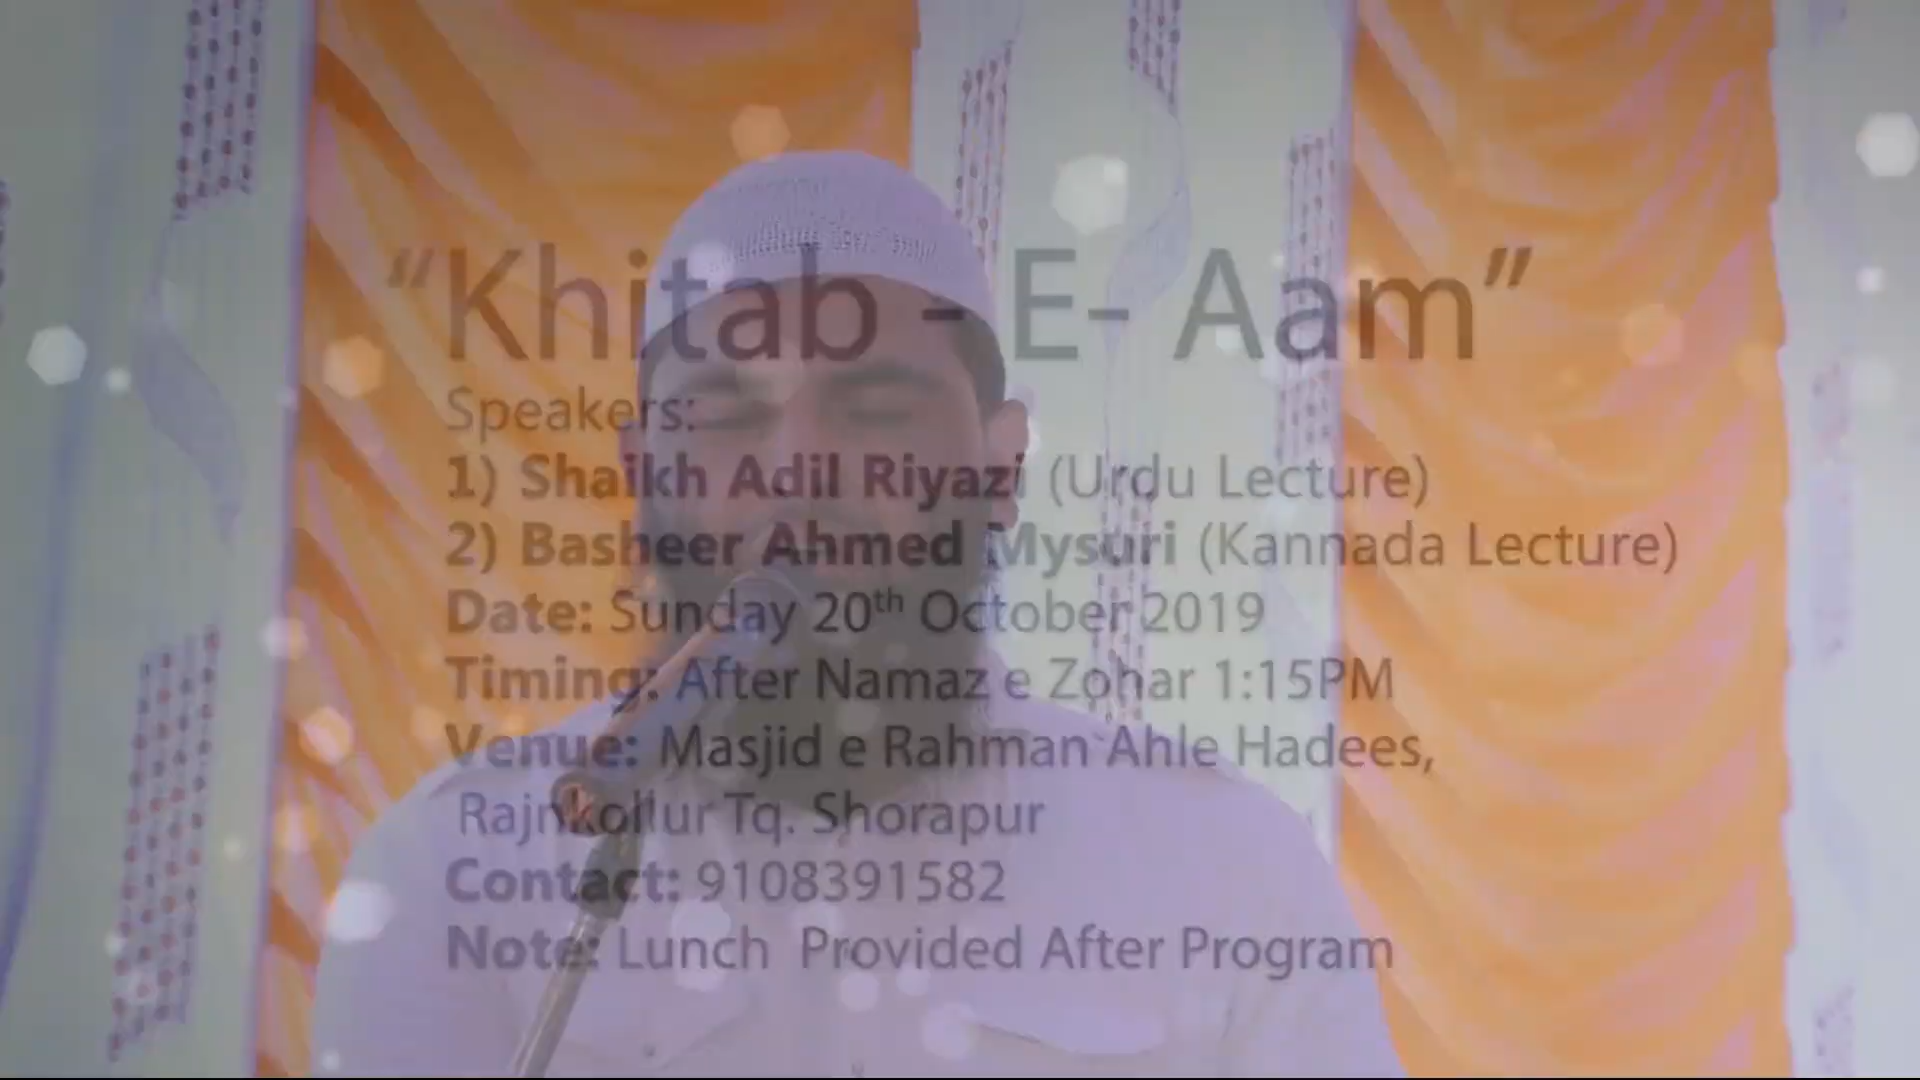 “Khitab - E- Aam”
Speakers:
1) Shaikh Adil Riyazi (Urdu Lecture)
2) Basheer Ahmed Mysuri (Kannada Lecture)
Date: Sunday 20th October 2019
Timing: After Namaz e Zohar 1:15PM
Venue: Masjid e Rahman Ahle Hadees,
Rajnkollur Tq. Shorapur
Contact: 9108391582
Note: Lunch Provided After Program